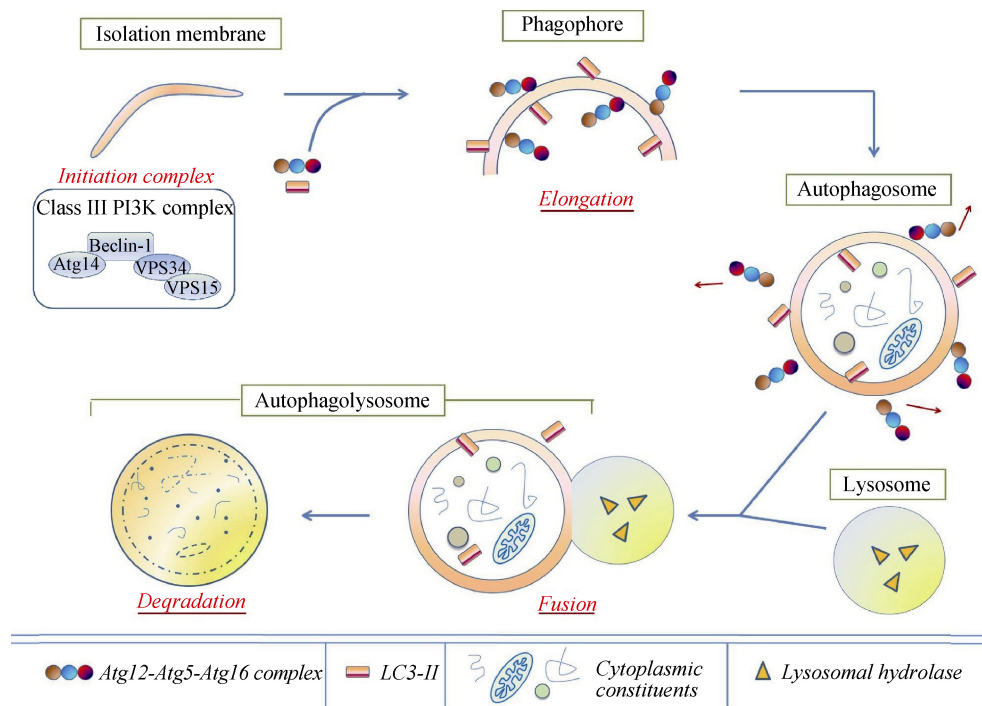 Isolation membrane
Phagophore
Initiation complex
Class III PI3K complex
Beclin-1
Atg14
VPS34
VPS15
Elongation
Autophagosome
Autophagolysosome
Lysosome
Deqradation
Fusion
Atg12-Atg5-Atg16 complex
LC3-II
Cytoplasmic
constituents
Lysosomal hydrolase